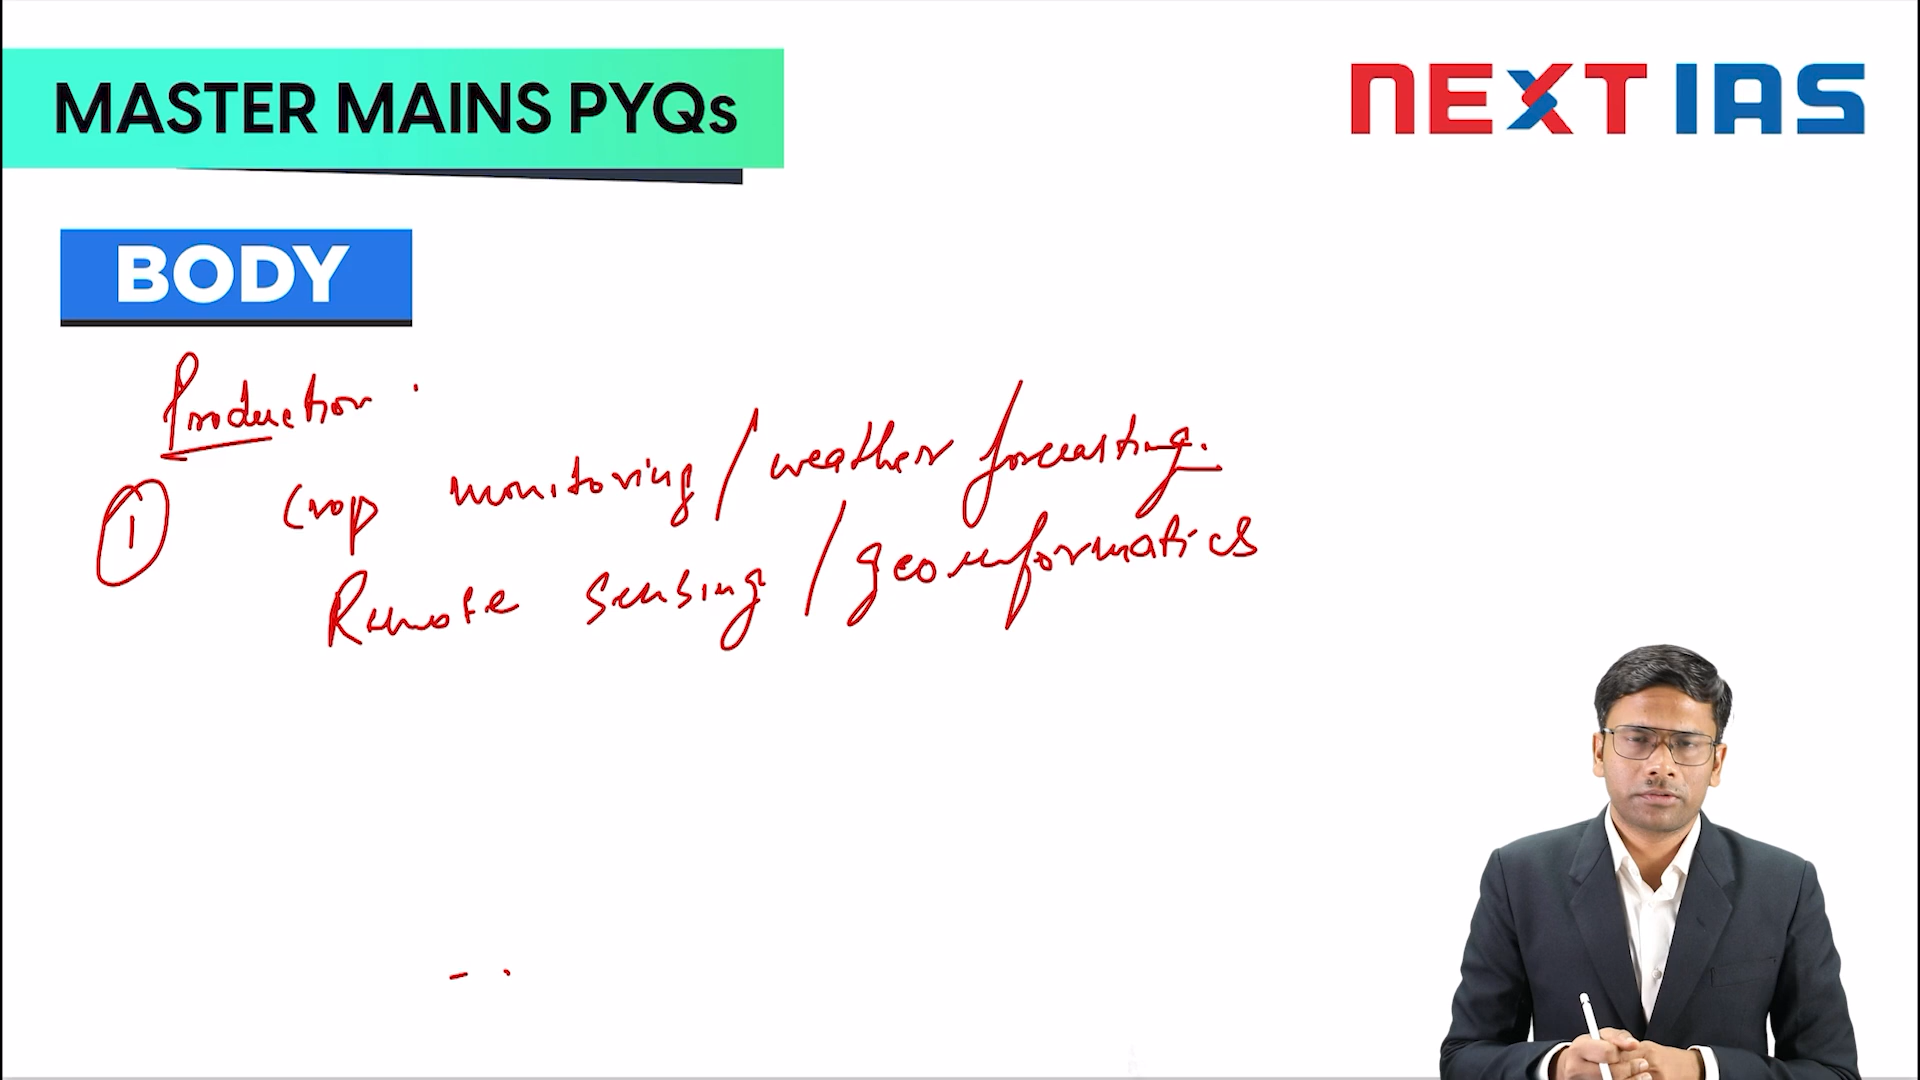 MASTER MAINS PYQs
NEXT IAS
BODY
Production
① Crop monitoring / weather forecasting.
Remote sensing / geoinformatics